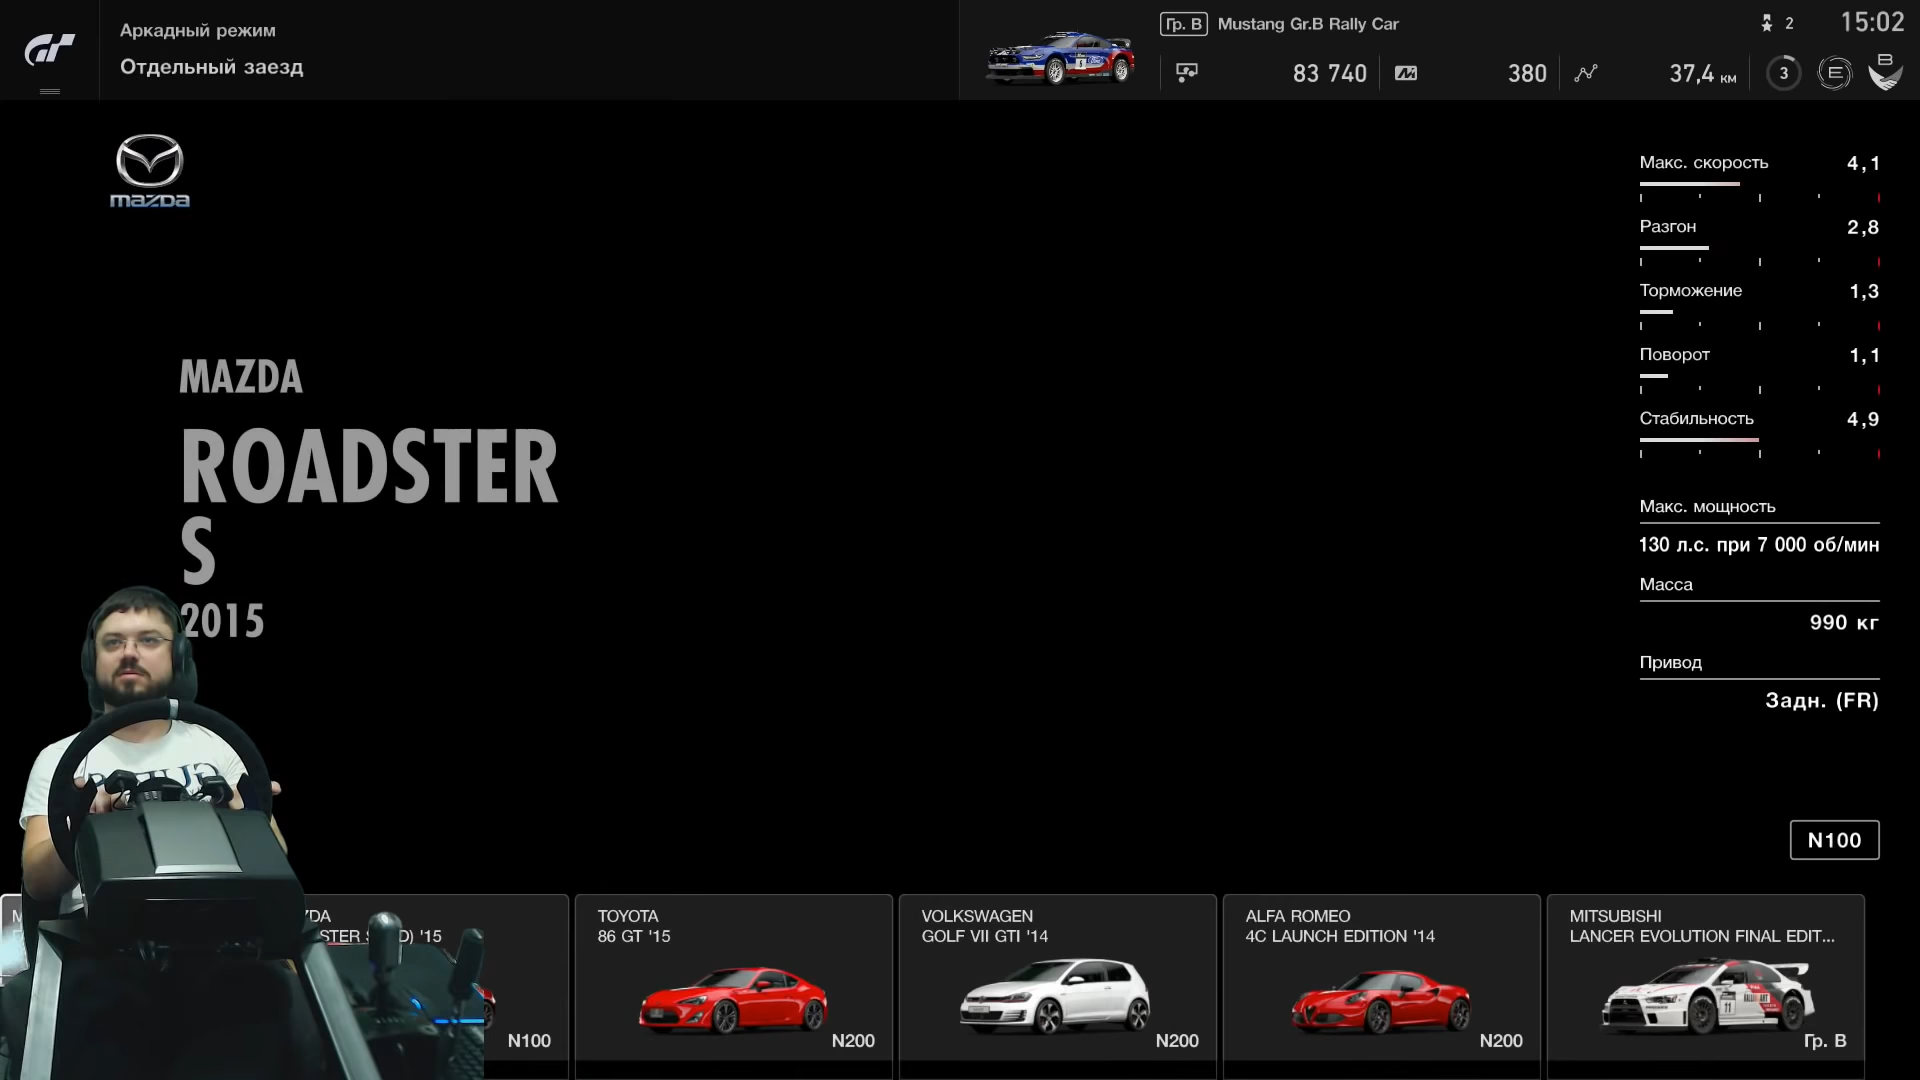 Аркадный режим
Отдельный заезд
Гр. B Mustang Gr.B Rally Car
2
15:02
83 740
380
37,4 км
3
E
B
mazda
MAZDA
ROADSTER
S
2015
Макс. скорость 4,1
Разгон 2,8
Торможение 1,3
Поворот 1,1
Стабильность 4,9
Макс. мощность
130 л.с. при 7 000 об/мин
Масса
990 кг
Привод
Задн. (FR)
N100
'15
N100
TOYOTA
86 GT '15
N200
VOLKSWAGEN
GOLF VII GTI '14
N200
ALFA ROMEO
4C LAUNCH EDITION '14
N200
MITSUBISHI
LANCER EVOLUTION FINAL EDIT...
Гр. B